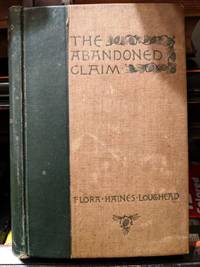 THE
ABANDONED
CLAIM
FLORA · HAINES · LOUGHEAD